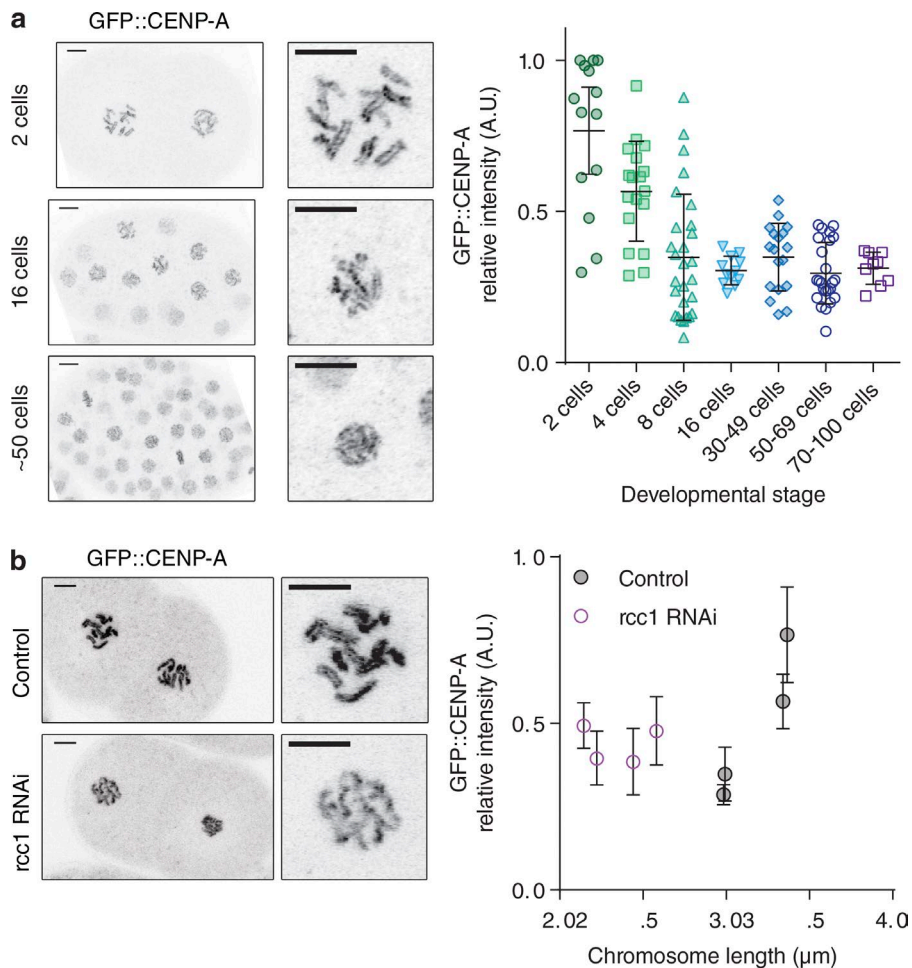 a
GFP::CENP-A
2 cells
16 cells
~50 cells
GFP::CENP-A
relative intensity (A.U.)
1.0
0.5
0.0
2 cells
4 cells
8 cells
16 cells
30-49 cells
50-69 cells
70-100 cells
Developmental stage
b
GFP::CENP-A
Control
rcc1 RNAi
GFP::CENP-A
relative intensity (A.U.)
1.0
0.5
0.0
Control
rcc1 RNAi
2.02 .5 3.03 .5 4.0
Chromosome length (μm)